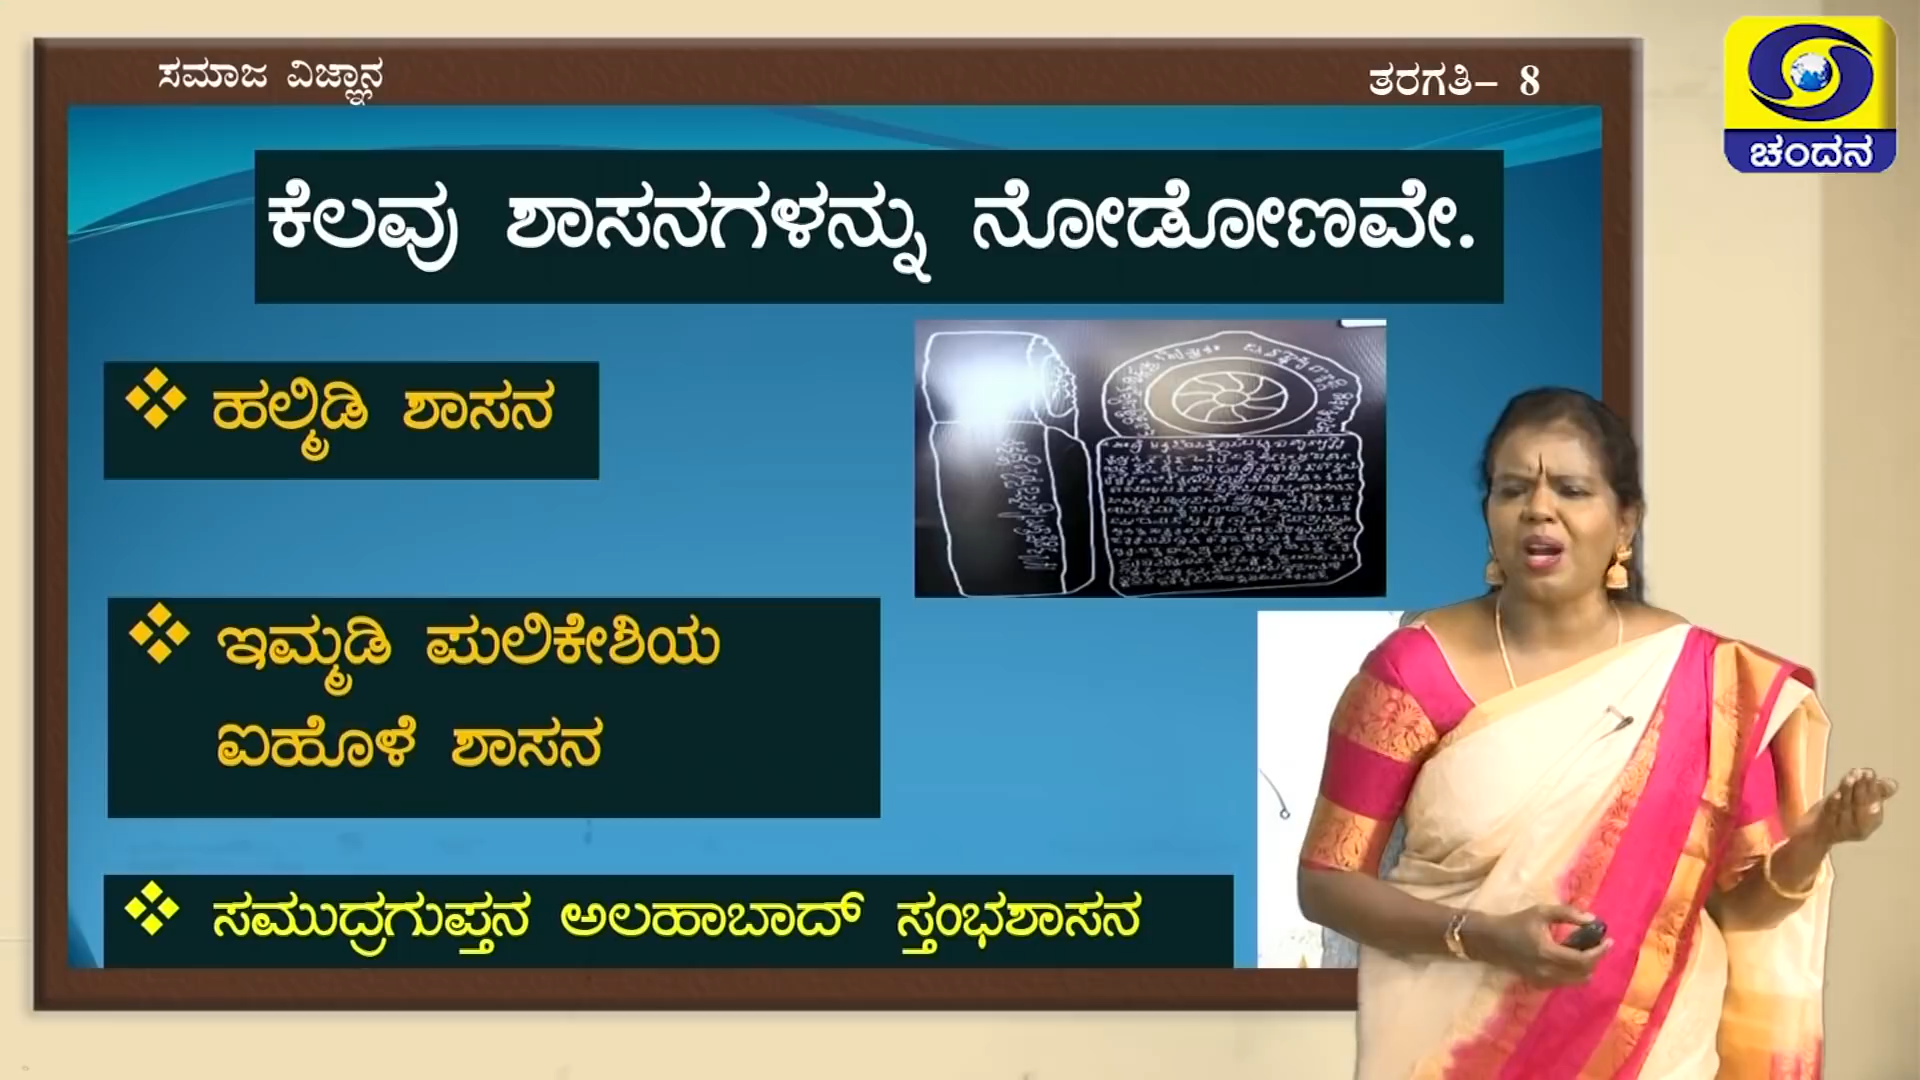 ಸಮಾಜ ವಿಜ್ಞಾನ
ತರಗತಿ– 8
ಚಂದನ
ಕೆಲವು ಶಾಸನಗಳನ್ನು ನೋಡೋಣವೇ.
❖ ಹಲ್ಮಿಡಿ ಶಾಸನ
❖ ಇಮ್ಮಡಿ ಪುಲಿಕೇಶಿಯ
ಐಹೊಳೆ ಶಾಸನ
❖ ಸಮುದ್ರಗುಪ್ತನ ಅಲಹಾಬಾದ್ ಸ್ತಂಭಶಾಸನ